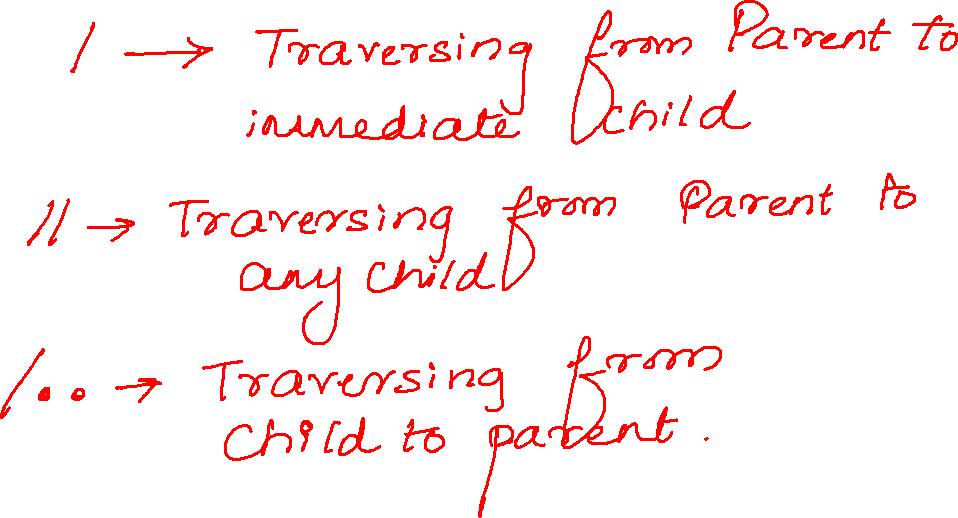 / → Traversing from Parent to
immediate child
// → Traversing from Parent to
any child
/.. → Traversing from
child to parent.